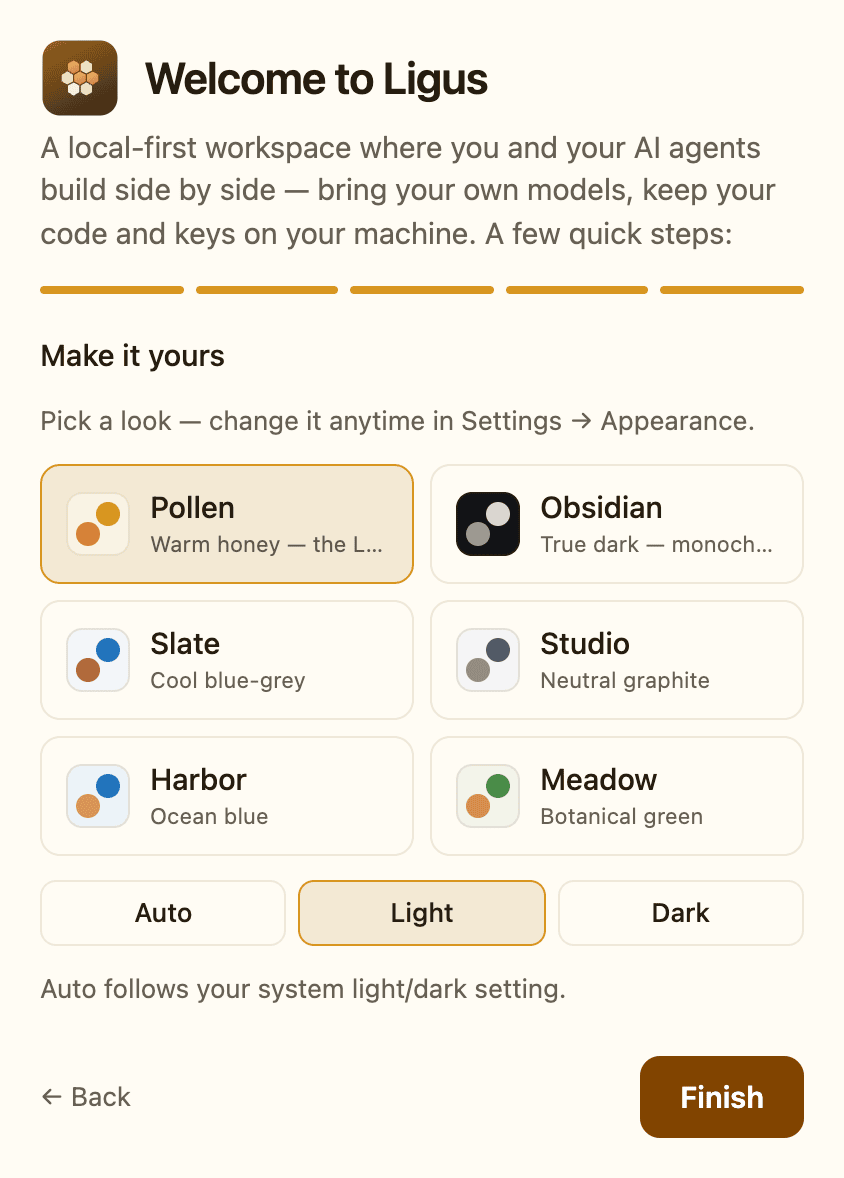 Welcome to Ligus
A local-first workspace where you and your AI agents
build side by side — bring your own models, keep your
code and keys on your machine. A few quick steps:
Make it yours
Pick a look — change it anytime in Settings → Appearance.
Pollen
Warm honey — the L...
Obsidian
True dark — monoch...
Slate
Cool blue-grey
Studio
Neutral graphite
Harbor
Ocean blue
Meadow
Botanical green
Auto
Light
Dark
Auto follows your system light/dark setting.
← Back
Finish